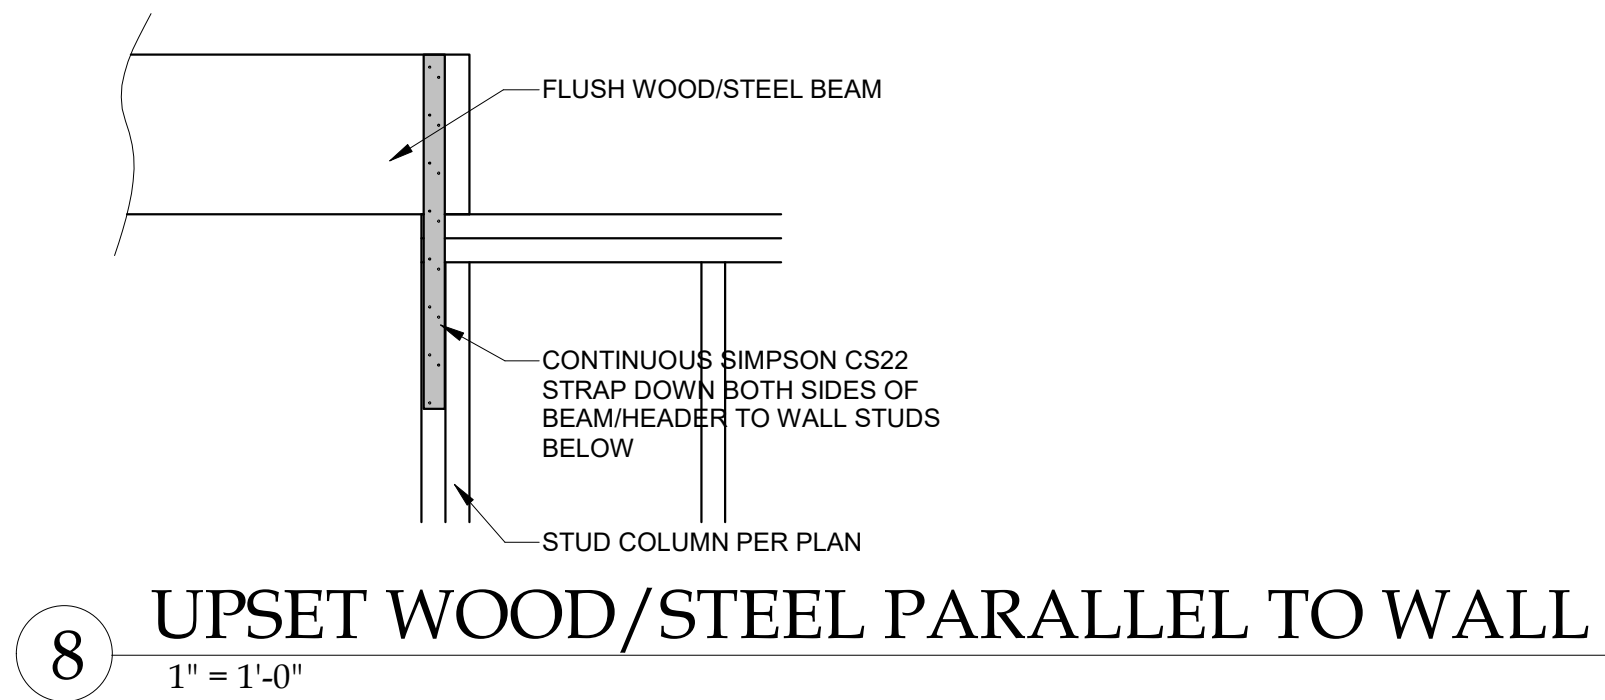 FLUSH WOOD/STEEL BEAM
CONTINUOUS SIMPSON CS22
STRAP DOWN BOTH SIDES OF
BEAM/HEADER TO WALL STUDS
BELOW
STUD COLUMN PER PLAN
8 UPSET WOOD/STEEL PARALLEL TO WALL
1" = 1'-0"